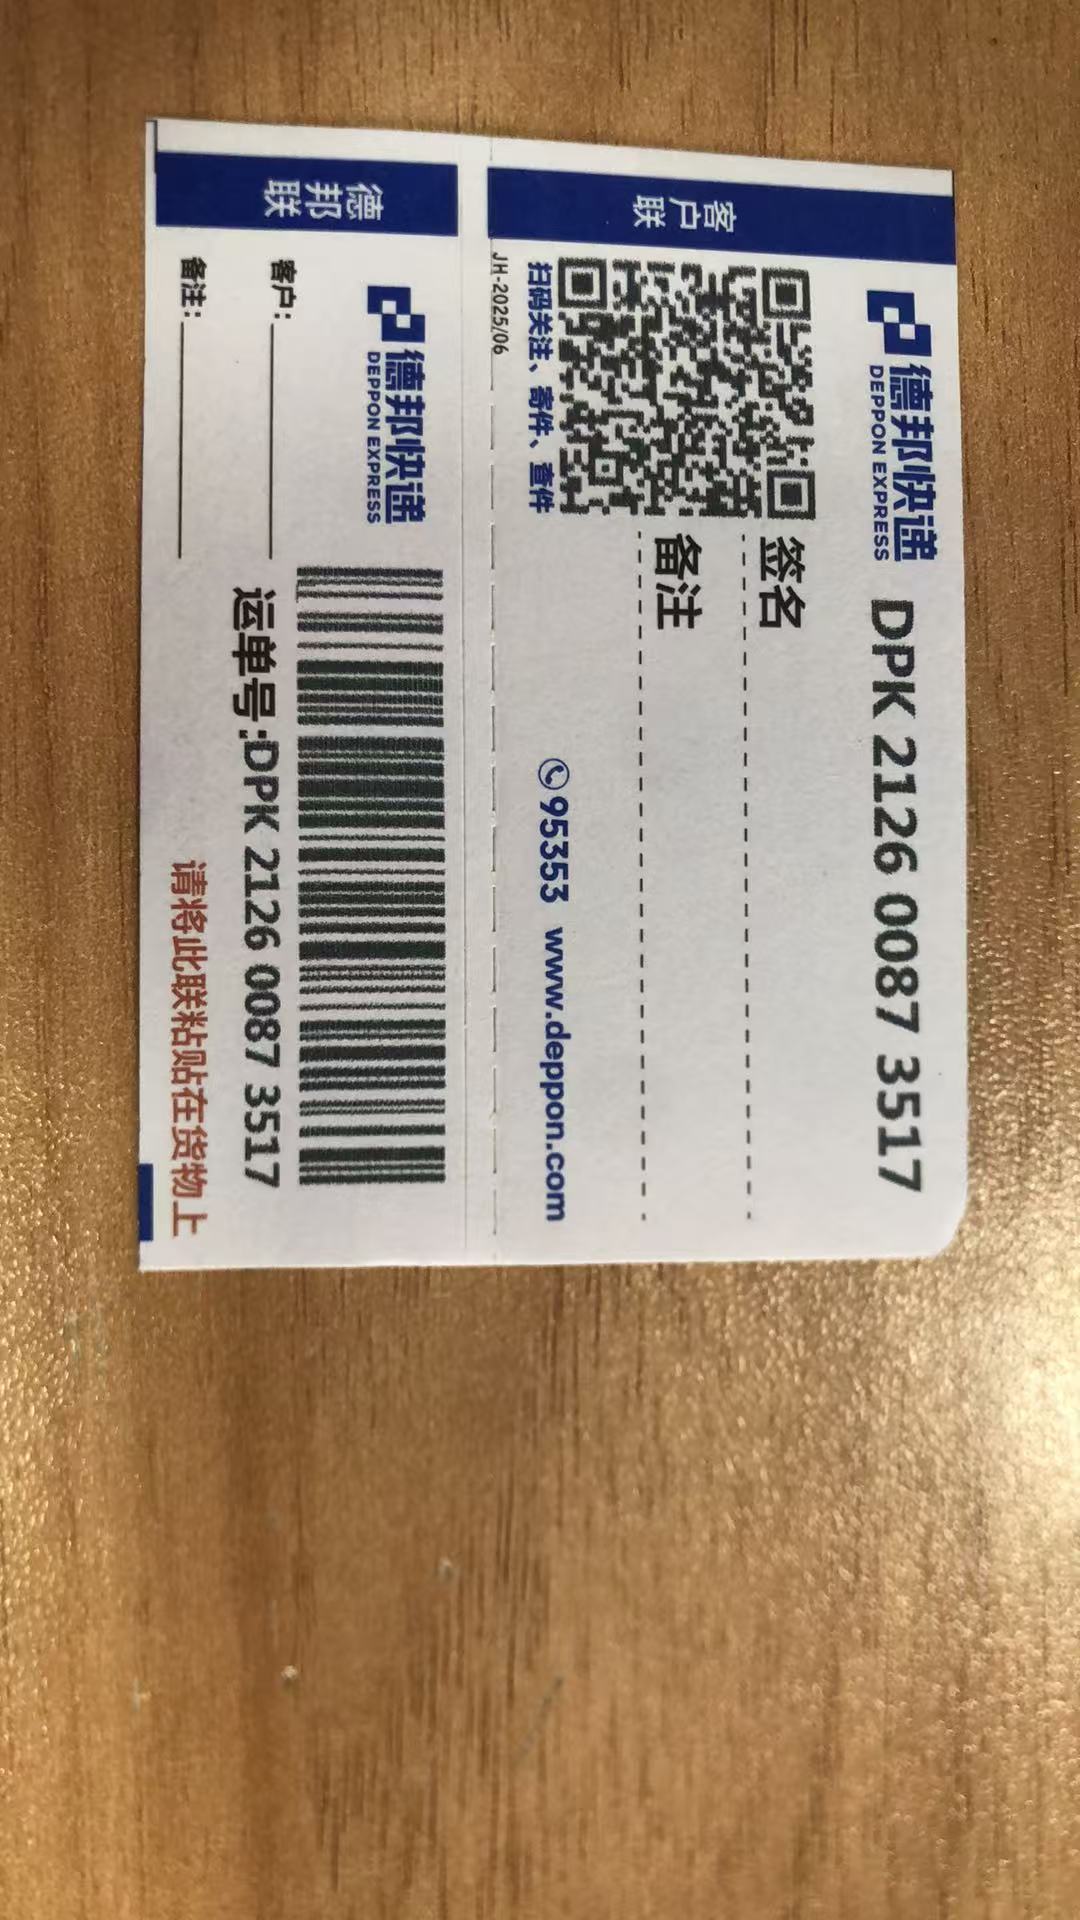 客户联
德邦快递
DEPPON EXPRESS
DPK 2126 0087 3517
签名
备注
扫码关注、寄件、查件
95353 www.deppon.com
JH-2025/06
德邦联
德邦快递
DEPPON EXPRESS
客户:
备注:
运单号:DPK 2126 0087 3517
请将此联粘贴在货物上